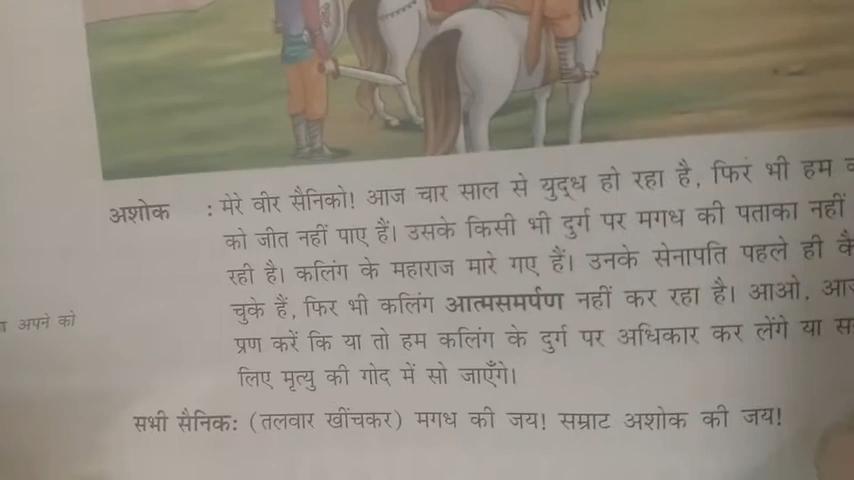 अशोक : मेरे वीर सैनिको! आज चार साल से युद्ध हो रहा है, फिर भी हम
को जीत नहीं पाए हैं। उसके किसी भी दुर्ग पर मगध की पताका नहीं
रही है। कलिंग के महाराज मारे गए हैं। उनके सेनापति पहले ही
चुके हैं, फिर भी कलिंग आत्मसमर्पण नहीं कर रहा है। आओ,
अपने को
प्रण करें कि या तो हम कलिंग के दुर्ग पर अधिकार कर लेंगे या
लिए मृत्यु की गोद में सो जाएँगे।
सभी सैनिक: (तलवार खींचकर) मगध की जय! सम्राट अशोक की जय!